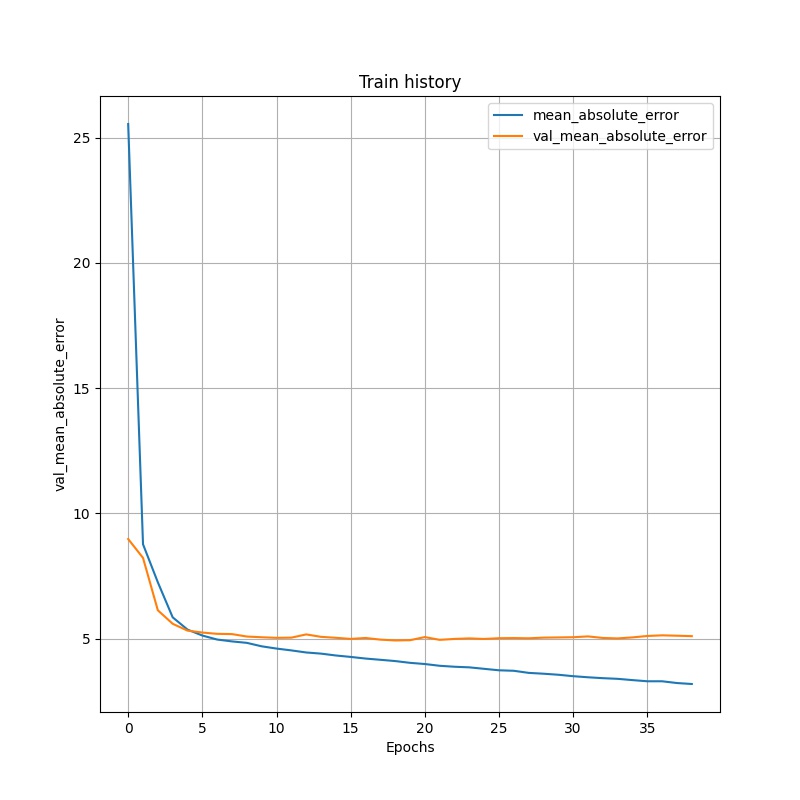 Train history
mean_absolute_error
val_mean_absolute_error
25
20
15
10
5
val_mean_absolute_error
0 5 10 15 20 25 30 35
Epochs